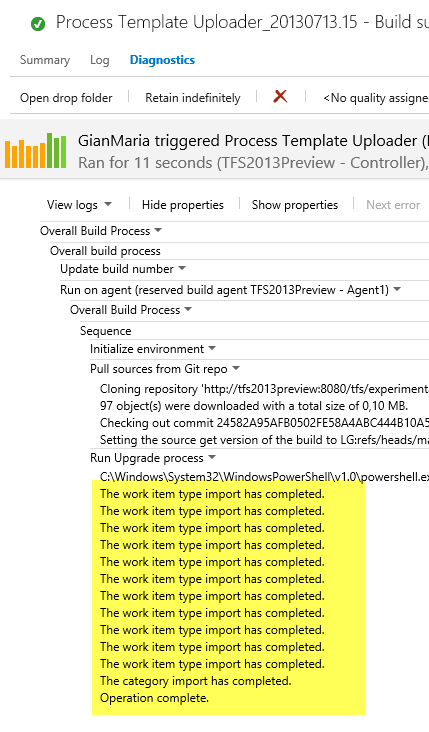 Process Template Uploader_20130713.15 - Build su
Summary Log Diagnostics
Open drop folder Retain indefinitely <No quality assigne
GianMaria triggered Process Template Uploader (
Ran for 11 seconds (TFS2013Preview - Controller),
View logs Hide properties Show properties Next error
Overall Build Process
Overall build process
Update build number
Run on agent (reserved build agent TFS2013Preview - Agent1)
Overall Build Process
Sequence
Initialize environment
Pull sources from Git repo
Cloning repository 'http://tfs2013preview:8080/tfs/experiment
97 object(s) were downloaded with a total size of 0,10 MB.
Checking out commit 24582A95AFB0502FE58A4ABC444B10A5
Setting the source get version of the build to LG:refs/heads/ma
Run Upgrade process
C:\Windows\System32\WindowsPowerShell\v1.0\powershell.ex
The work item type import has completed.
The work item type import has completed.
The work item type import has completed.
The work item type import has completed.
The work item type import has completed.
The work item type import has completed.
The work item type import has completed.
The work item type import has completed.
The work item type import has completed.
The work item type import has completed.
The work item type import has completed.
The category import has completed.
Operation complete.